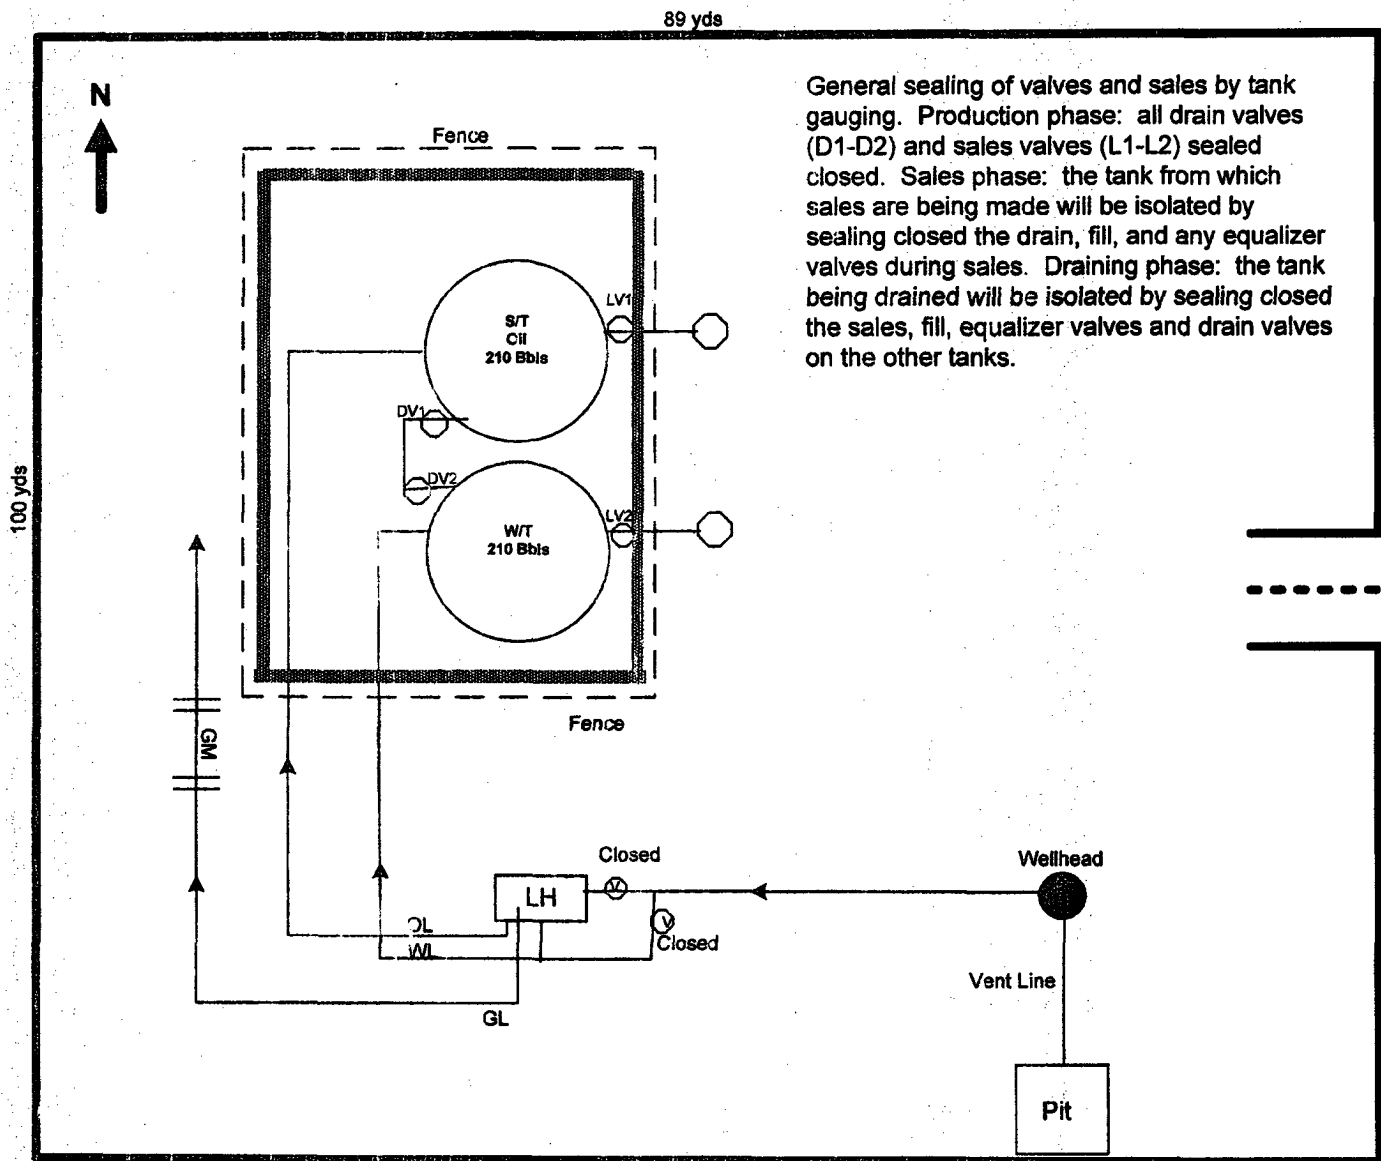 89 yds
N
General sealing of valves and sales by tank
gauging. Production phase: all drain valves
(D1-D2) and sales valves (L1-L2) sealed
closed. Sales phase: the tank from which
sales are being made will be isolated by
sealing closed the drain, fill, and any equalizer
valves during sales. Draining phase: the tank
being drained will be isolated by sealing closed
the sales, fill, equalizer valves and drain valves
on the other tanks.
Fence
LV1
S/T
Oil
210 Bbls
DV1
DV2
LV2
W/T
210 Bbls
100 yds
Fence
GM
Closed
Wellhead
LH
V
OL
V
WL
Closed
Vent Line
GL
Pit